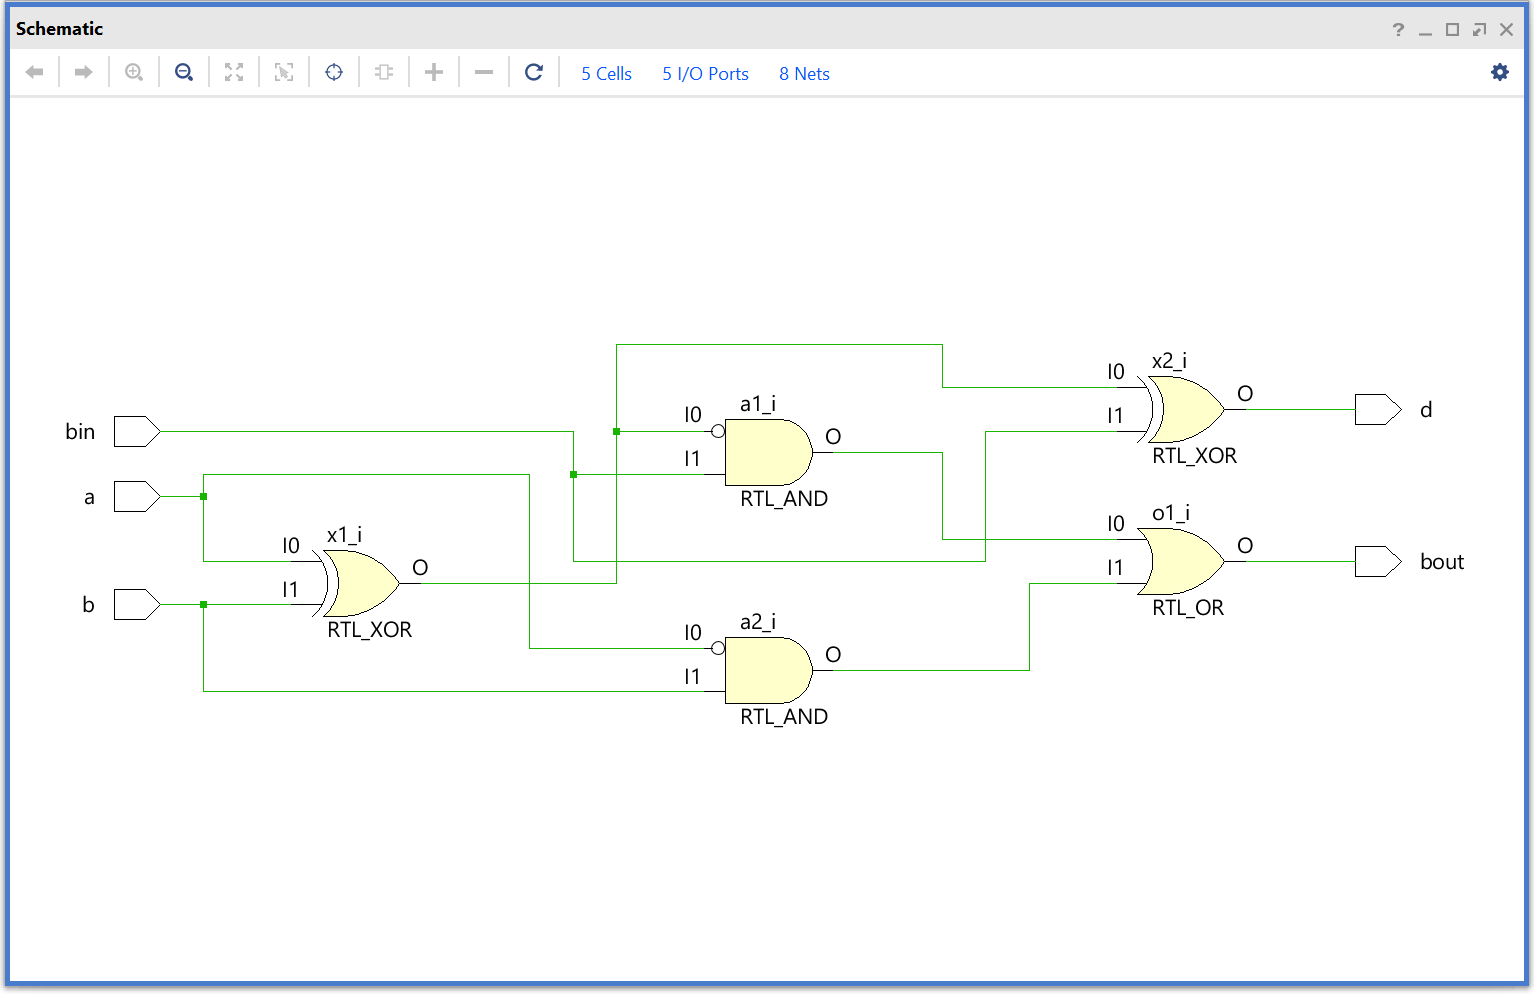 Schematic
5 Cells 5 I/O Ports 8 Nets
x2_i
I0 O
I1
RTL_XOR
d
a1_i
I0 O
I1
RTL_AND
bin
a
x1_i
I0 O
I1
RTL_XOR
b
o1_i
I0 O
I1
RTL_OR
bout
a2_i
I0 O
I1
RTL_AND